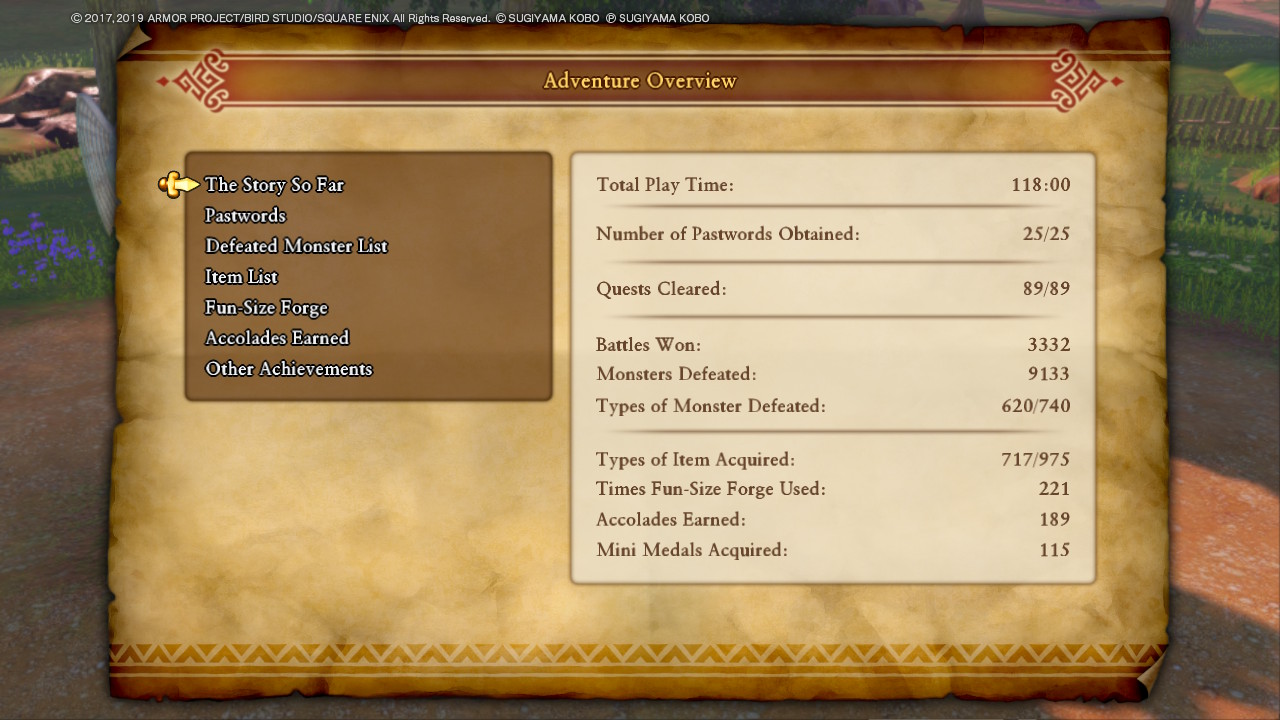 © 2017, 2019 ARMOR PROJECT/BIRD STUDIO/SQUARE ENIX All Rights Reserved. © SUGIYAMA KOBO ℗ SUGIYAMA KOBO
Adventure Overview
The Story So Far
Pastwords
Defeated Monster List
Item List
Fun-Size Forge
Accolades Earned
Other Achievements
Total Play Time: 118:00
Number of Pastwords Obtained: 25/25
Quests Cleared: 89/89
Battles Won: 3332
Monsters Defeated: 9133
Types of Monster Defeated: 620/740
Types of Item Acquired: 717/975
Times Fun-Size Forge Used: 221
Accolades Earned: 189
Mini Medals Acquired: 115